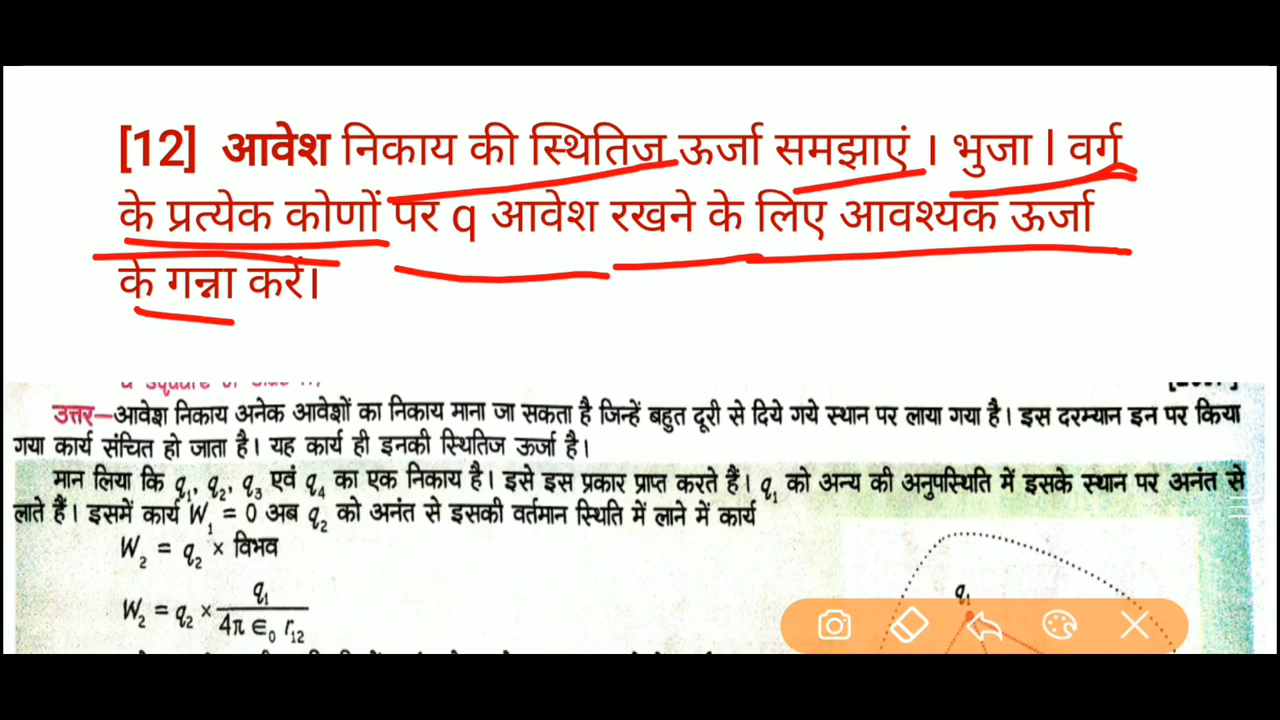 [12] आवेश निकाय की स्थितिज ऊर्जा समझाएं । भुजा l वर्ग
के प्रत्येक कोणों पर q आवेश रखने के लिए आवश्यक ऊर्जा
के गन्ना करें।
उत्तर—आवेश निकाय अनेक आवेशों का निकाय माना जा सकता है जिन्हें बहुत दूरी से दिये गये स्थान पर लाया गया है। इस दरम्यान इन पर किया
गया कार्य संचित हो जाता है। यह कार्य ही इनकी स्थितिज ऊर्जा है।
मान लिया कि q₁, q₂, q₃ एवं q₄ का एक निकाय है। इसे इस प्रकार प्राप्त करते हैं। q₁ को अन्य की अनुपस्थिति में इसके स्थान पर अनंत से
लाते हैं। इसमें कार्य W₁ = 0 अब q₂ को अनंत से इसकी वर्तमान स्थिति में लाने में कार्य
W₂ = q₂ × विभव
W₂ = q₂ × q₁ / 4π ∈₀ r₁₂
q₁